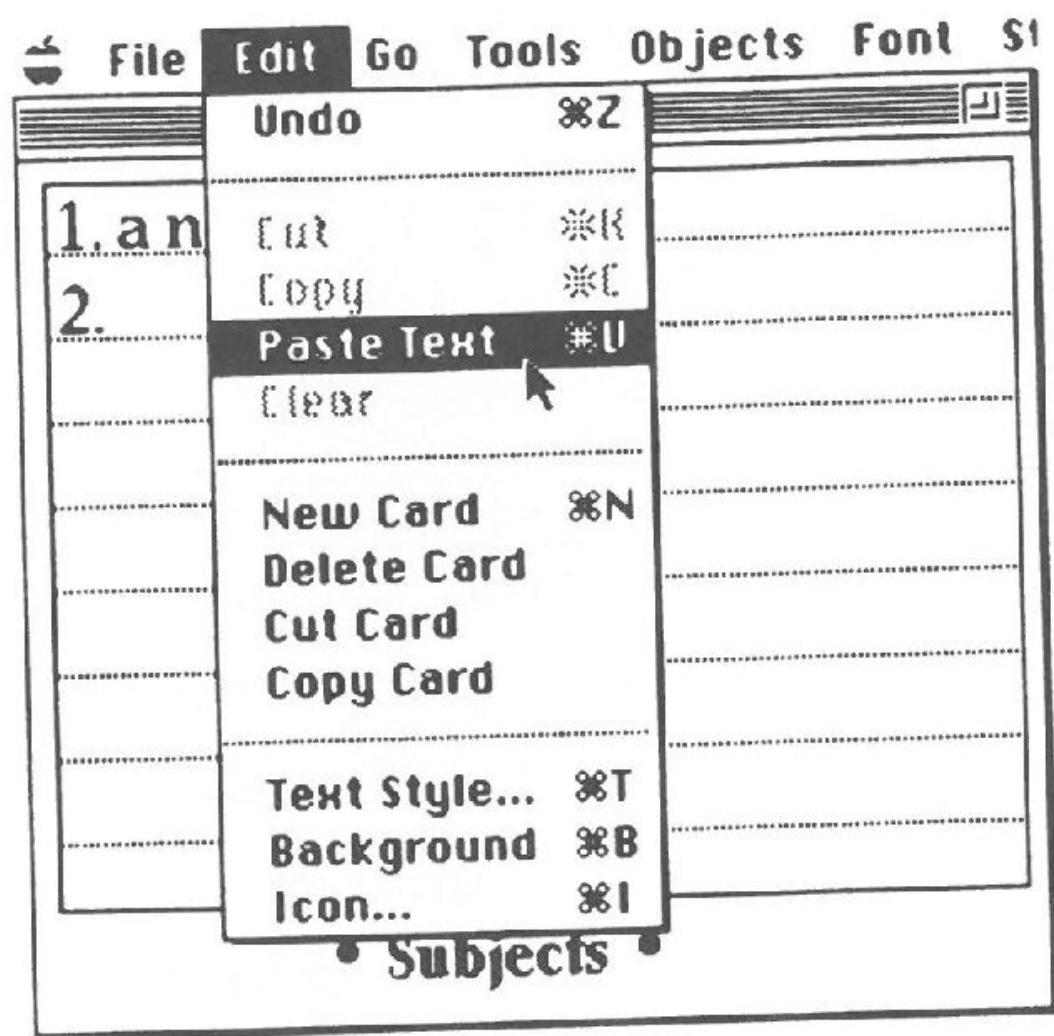 File Edit Go Tools Objects Font St
Undo ⌘Z
1. an
Cut ⌘X
Copy ⌘C
2.
Paste Text ⌘V
Clear
New Card ⌘N
Delete Card
Cut Card
Copy Card
Text Style... ⌘T
Background ⌘B
Icon... ⌘I
• Subjects •